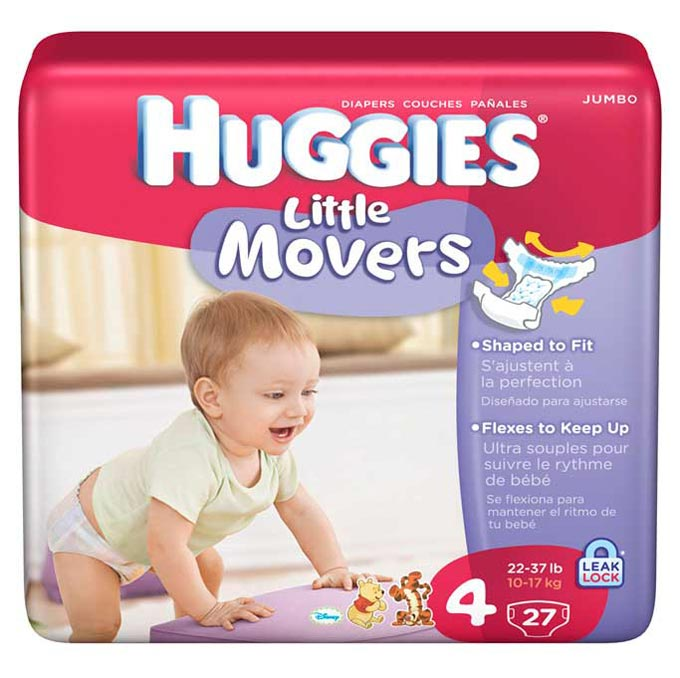 DIAPERS COUCHES PAÑALES
JUMBO
HUGGIES®
Little
Movers
•Shaped to Fit
S'ajustent à
la perfection
Diseñado para ajustarse
•Flexes to Keep Up
Ultra souples pour
suivre le rythme
de bébé
Se flexiona para
mantener el ritmo de
tu bebé
22-37 lb
10-17 kg
LEAK
LOCK
4
27
Disney